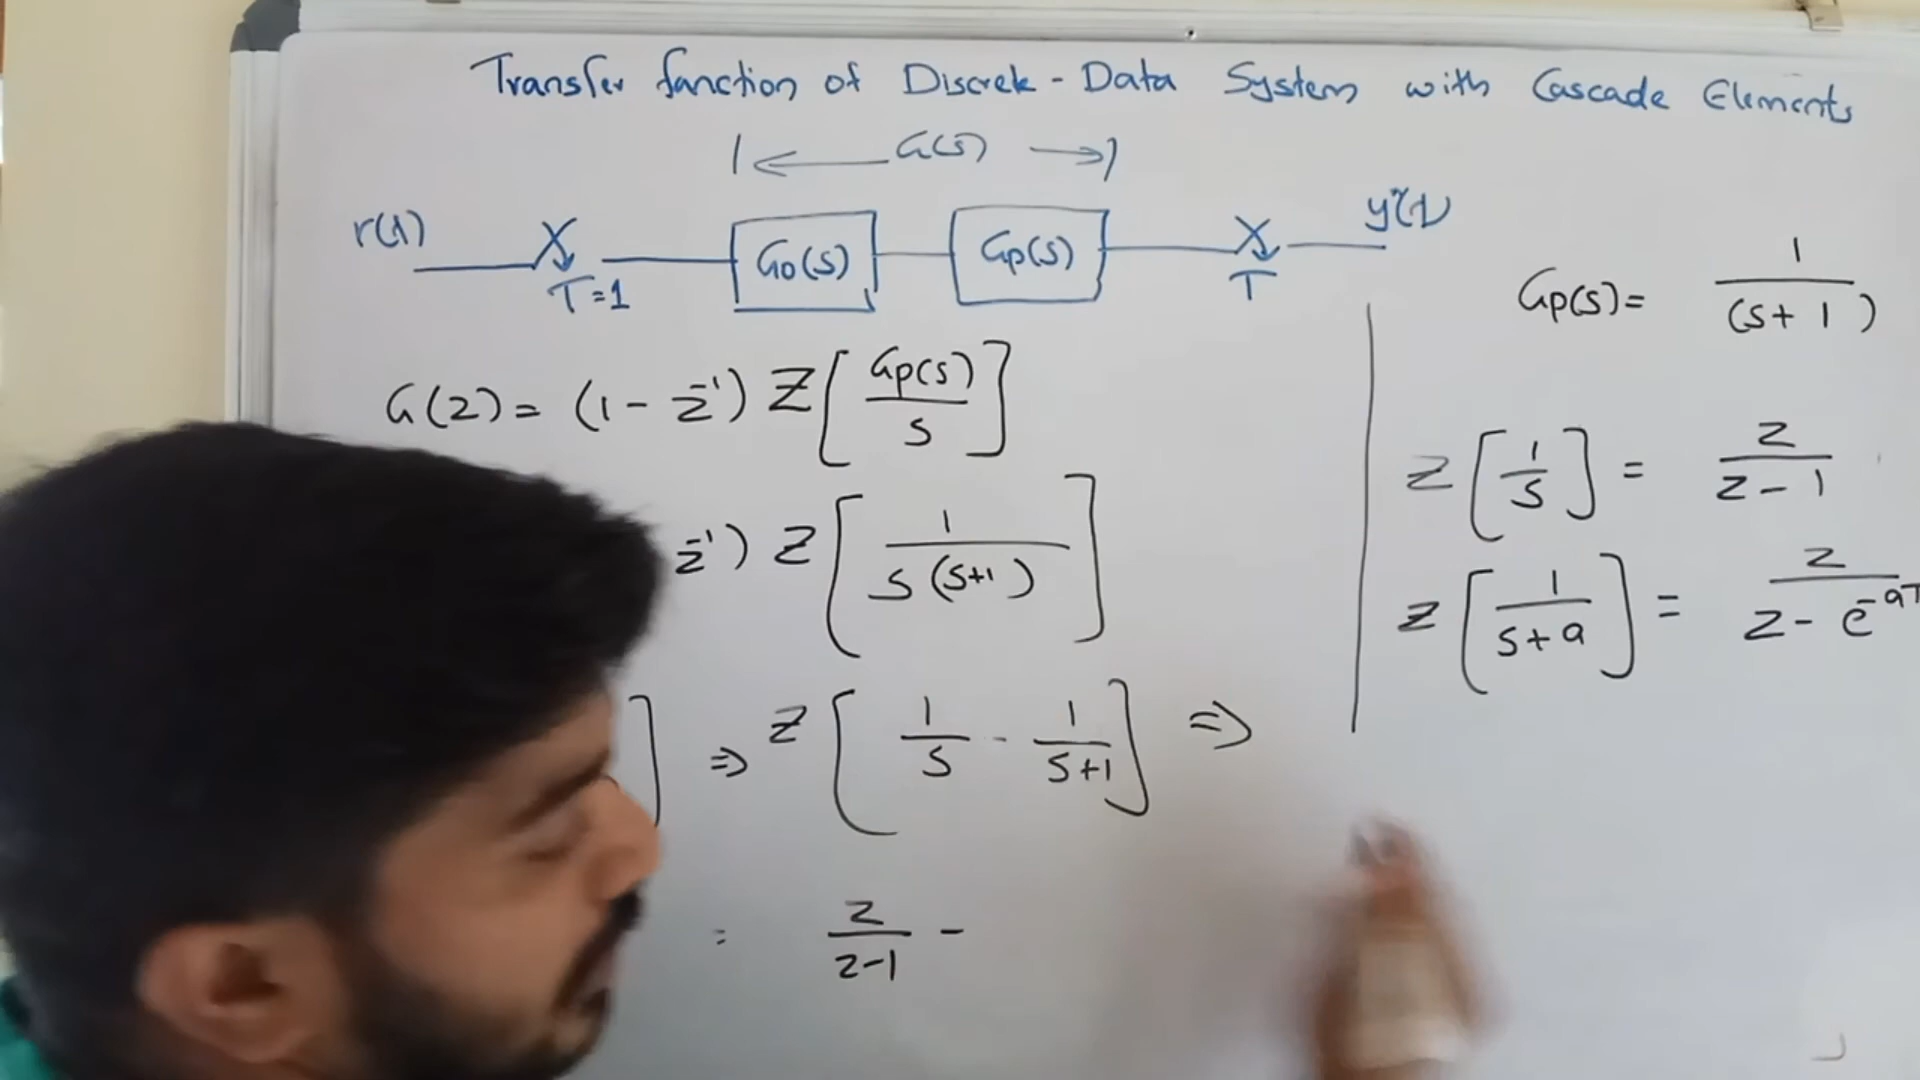 Transfer function of Discrete-Data System with Cascade Elements
|← G(s) →|
r(t) T=1 G0(s) Gp(s) T y*(t)
Gp(s) = 1/(s+1)
G(z) = (1 - z⁻¹) Z[Gp(s)/s]
z⁻¹) Z[1/(s(s+1))]
] ⇒ Z[1/s - 1/(s+1)] ⇒
= z/(z-1) -
Z[1/s] = z/(z-1)
Z[1/(s+a)] = z/(z - e^-aT)